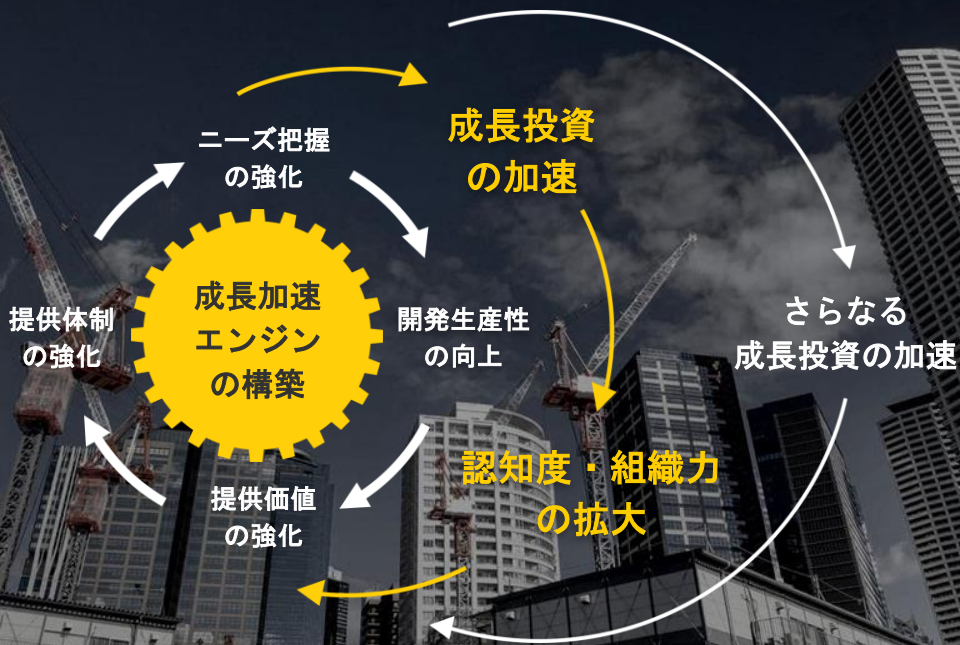 ニーズ把握
の強化
成長投資
の加速
成長加速
エンジン
の構築
提供体制
の強化
開発生産性
の向上
さらなる
成長投資の加速
認知度・組織力
の拡大
提供価値
の強化